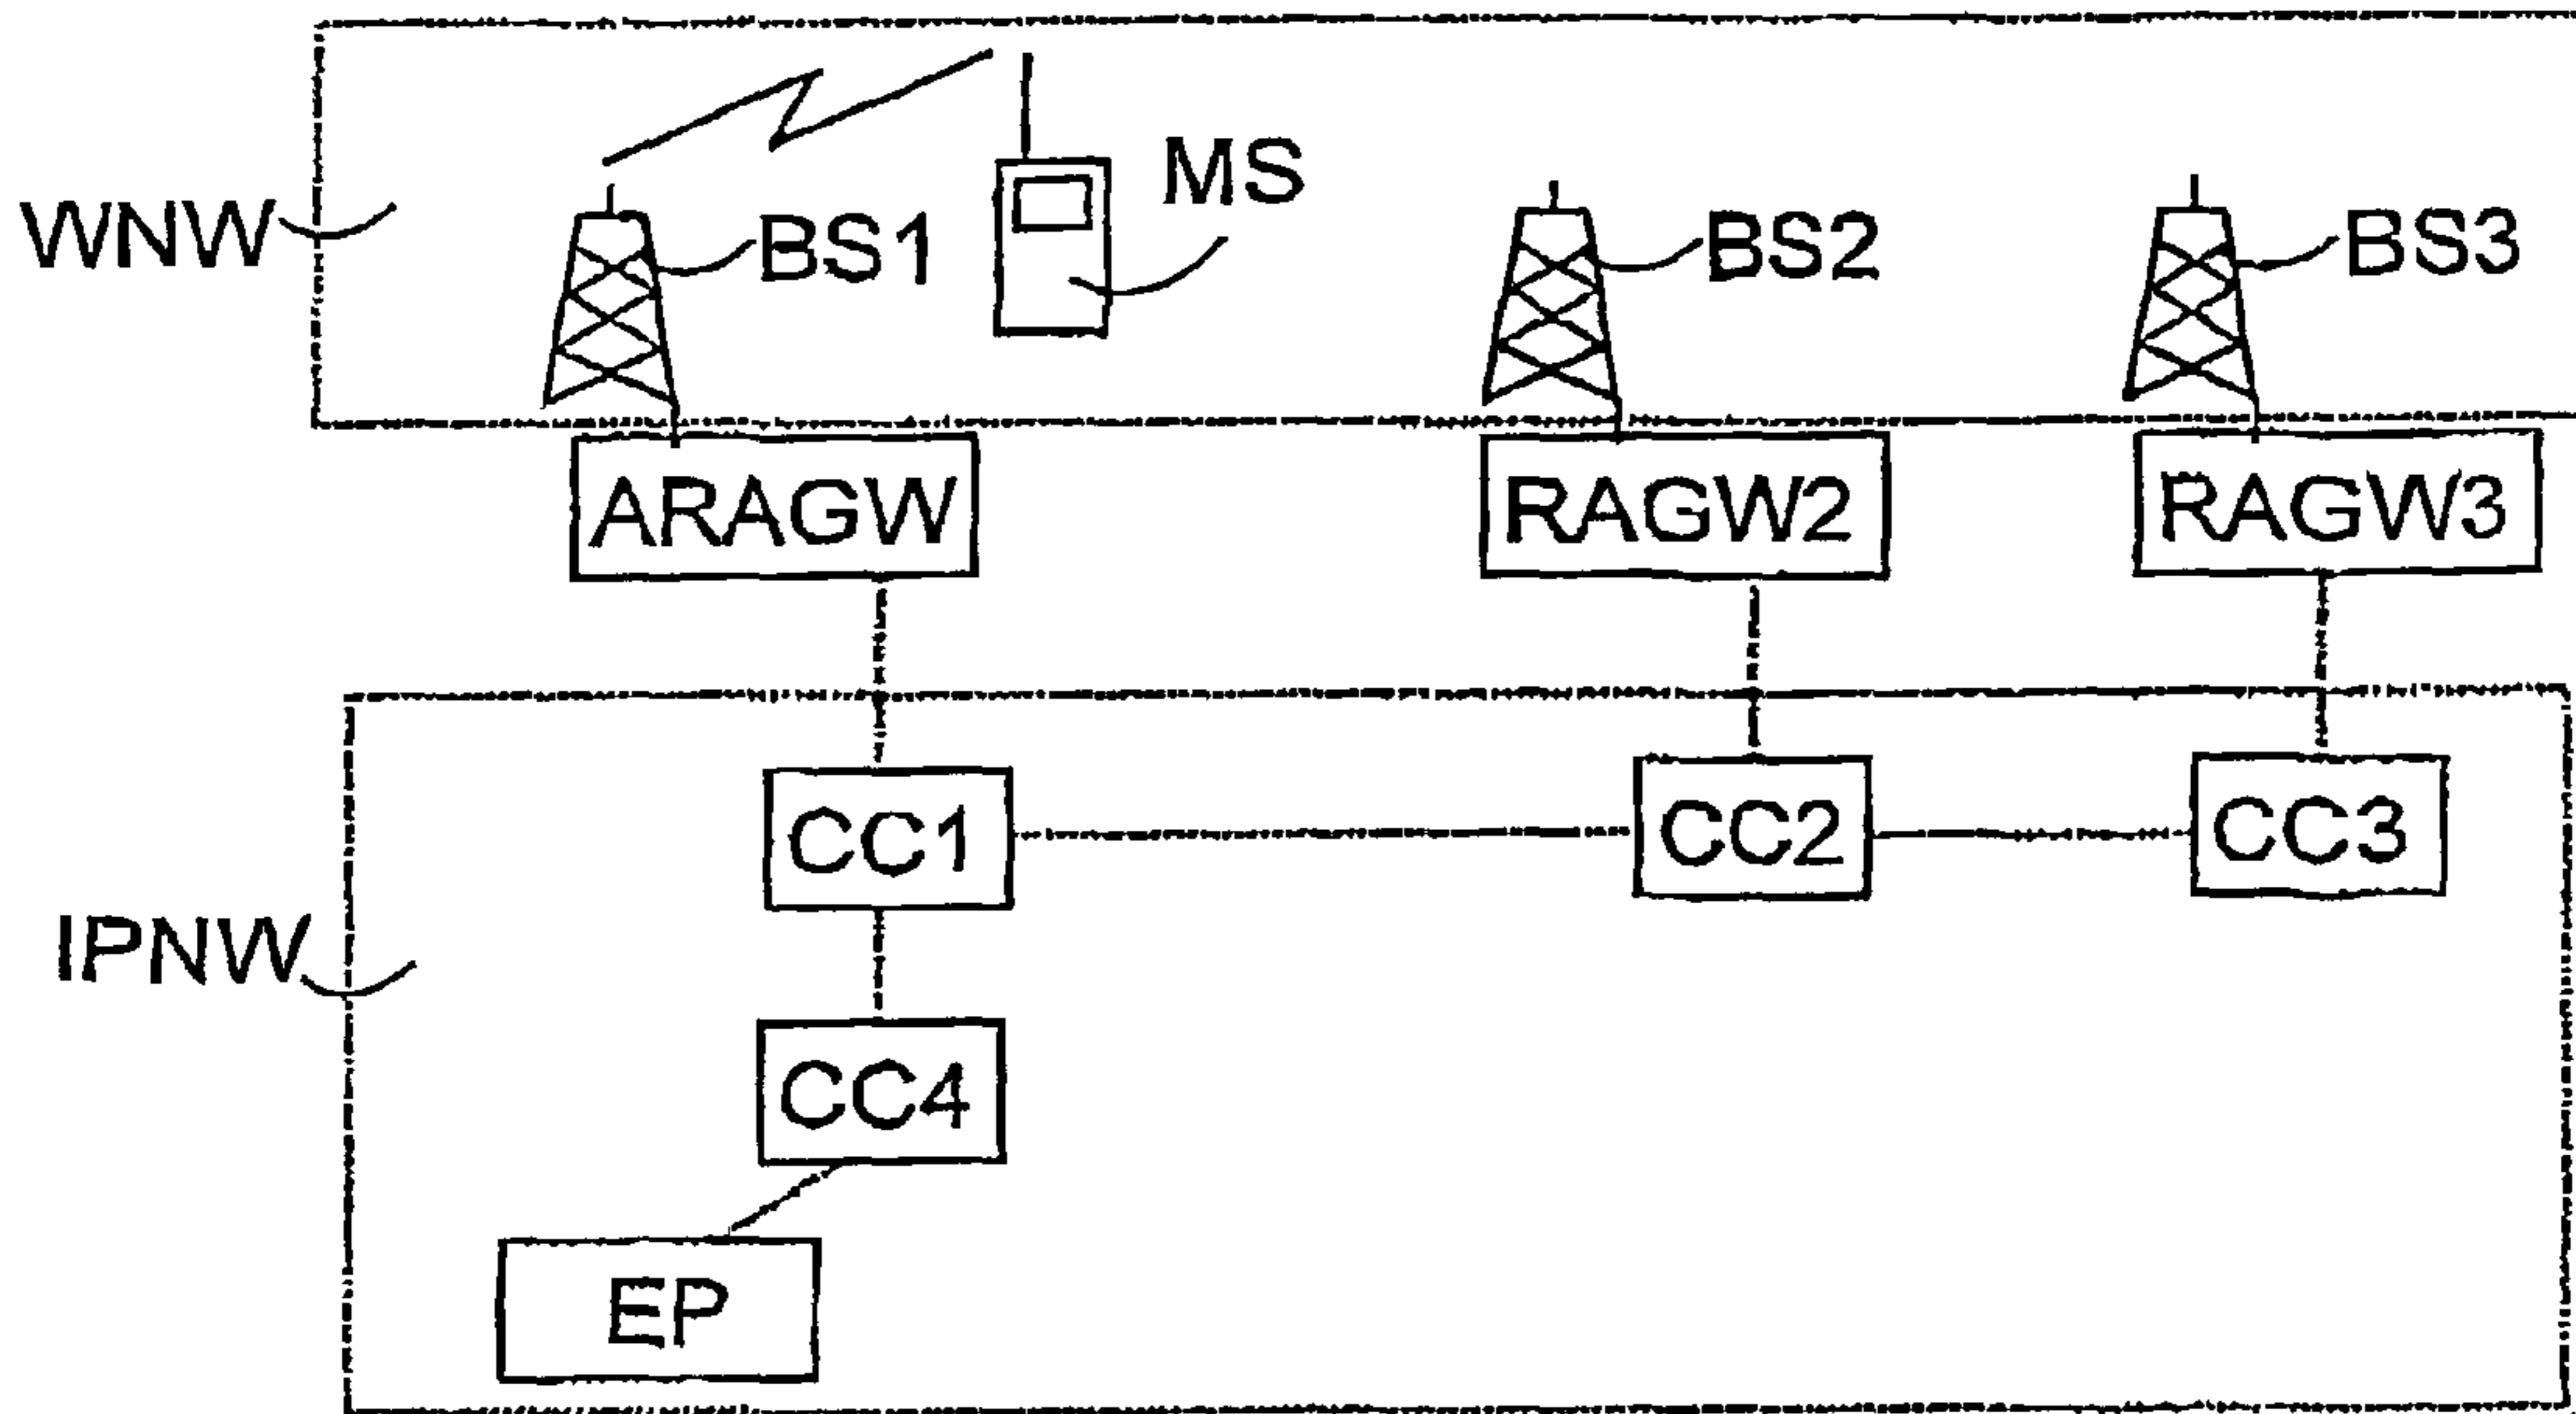 MS
WNW
BS1
BS2
BS3
ARAGW
RAGW2
RAGW3
CC1
CC2
CC3
IPNW
CC4
EP